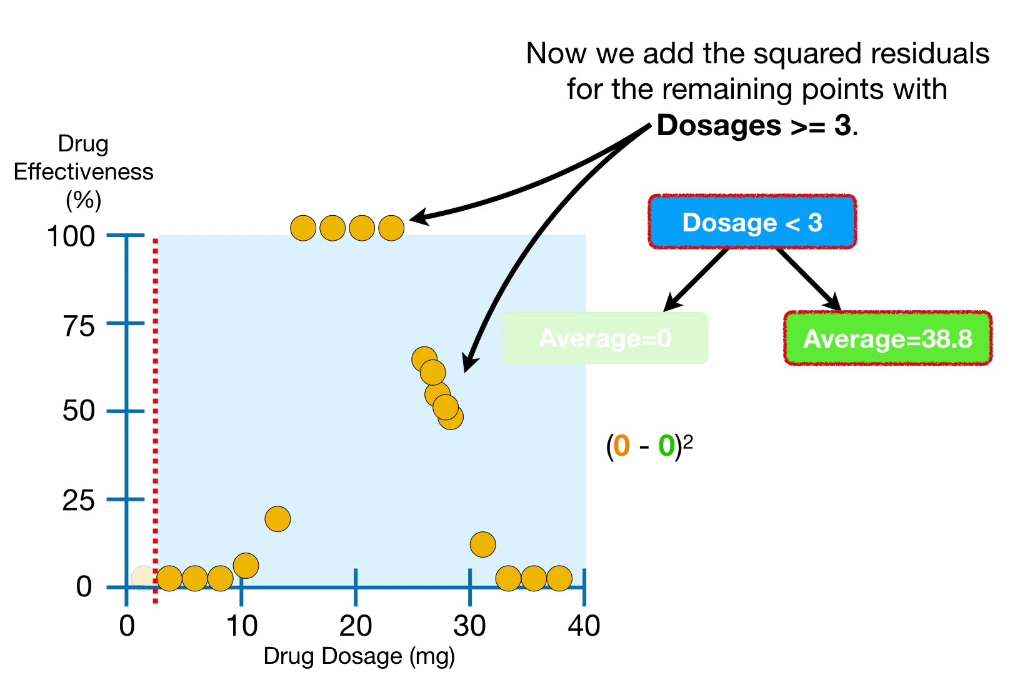 Now we add the squared residuals
for the remaining points with
Dosages >= 3.
Drug
Effectiveness
(%)
100
75
50
25
0
0
10
20
30
40
Drug Dosage (mg)
Dosage < 3
Average=0
Average=38.8
(0 - 0)²